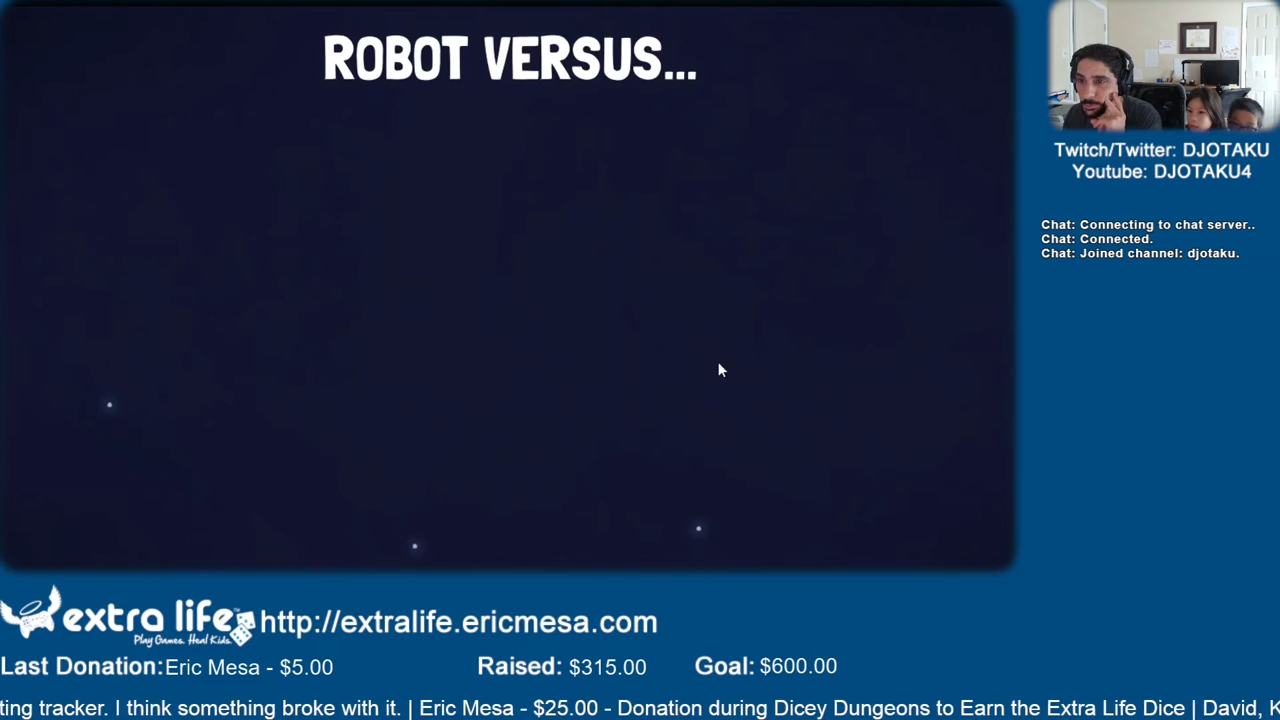 ROBOT VERSUS...
Twitch/Twitter: DJOTAKU
Youtube: DJOTAKU4
Chat: Connecting to chat server..
Chat: Connected.
Chat: Joined channel: djotaku.
extra life
Play Games. Heal Kids.
http://extralife.ericmesa.com
Last Donation: Eric Mesa - $5.00
Raised: $315.00
Goal: $600.00
ting tracker. I think something broke with it. | Eric Mesa - $25.00 - Donation during Dicey Dungeons to Earn the Extra Life Dice | David, K